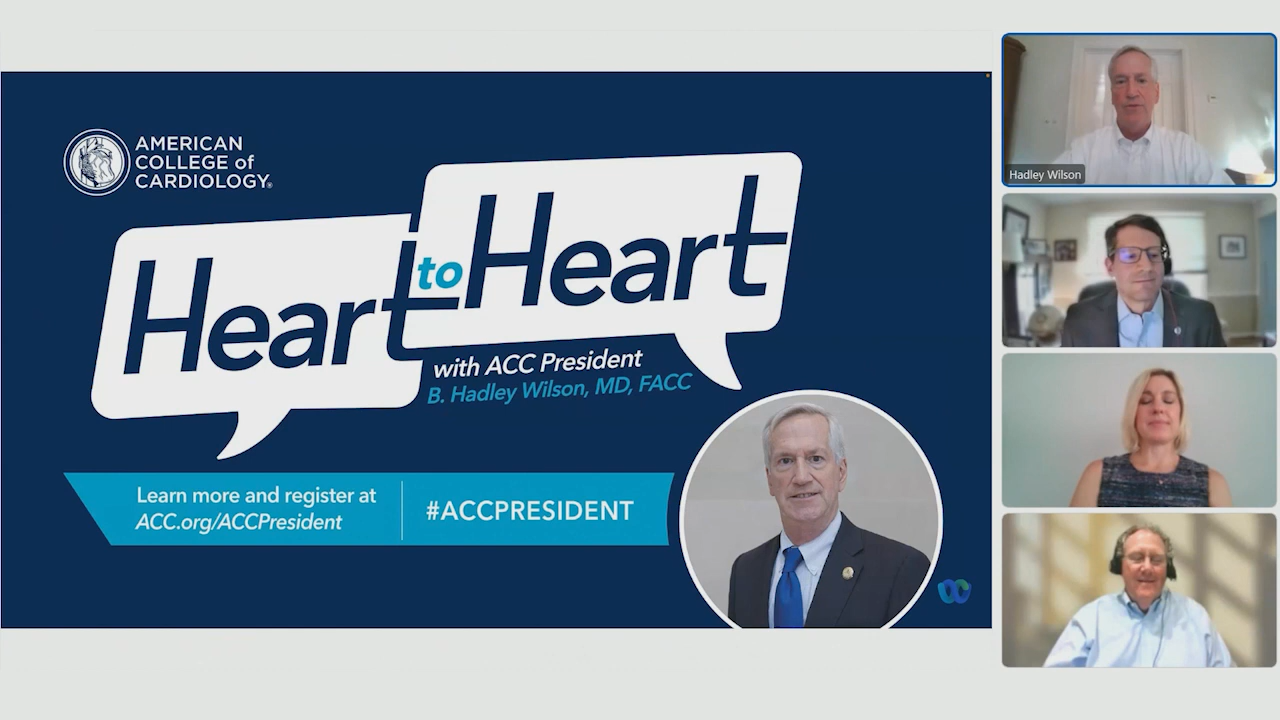 AMERICAN
COLLEGE of
CARDIOLOGY®
Heart to Heart
with ACC President
B. Hadley Wilson, MD, FACC
Learn more and register at
ACC.org/ACCPresident
#ACCPRESIDENT
Hadley Wilson